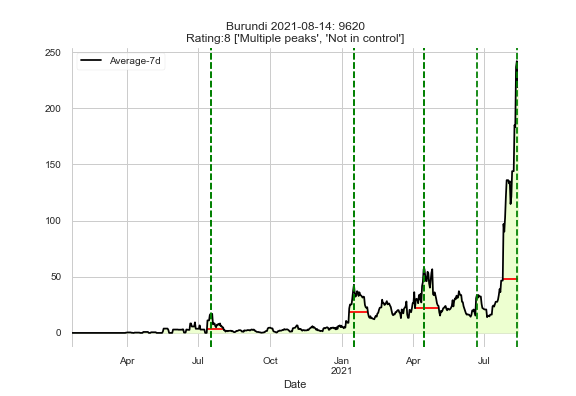 Burundi 2021-08-14: 9620
Rating:8 ['Multiple peaks', 'Not in control']
Average-7d
250
200
150
100
50
0
Apr
Jul
Oct
Jan
2021
Apr
Jul
Date